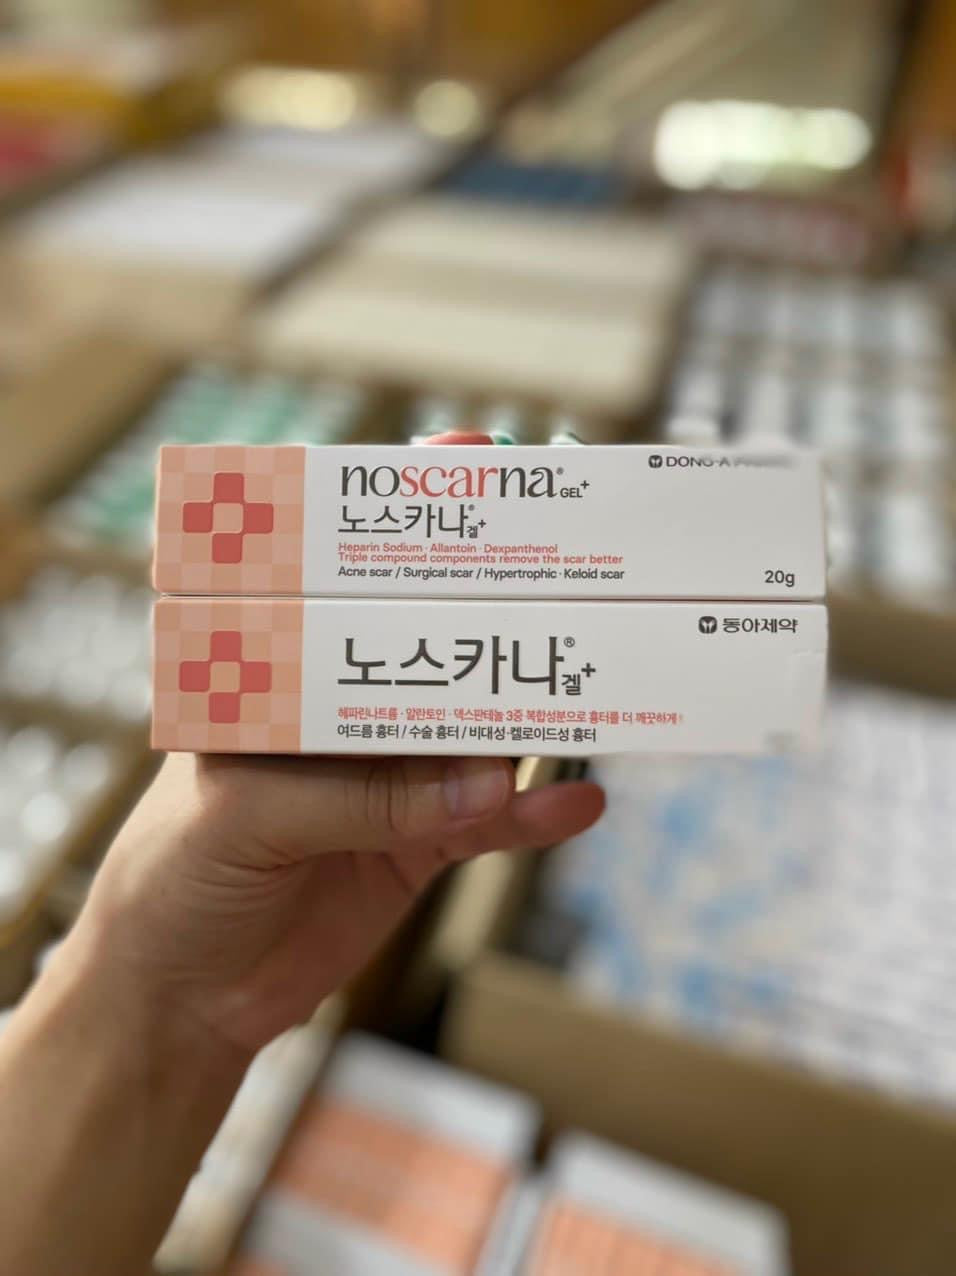 noscarna® GEL+
DONG-A
노스카나®겔+
Heparin Sodium · Allantoin · Dexpanthenol
Triple compound components remove the scar better
Acne scar / Surgical scar / Hypertrophic · Keloid scar
20g
동아제약
노스카나®겔+
헤파린나트륨 · 알란토인 · 덱스판테놀 3중 복합성분으로 흉터를 더 깨끗하게!
여드름 흉터 / 수술 흉터 / 비대성·켈로이드성 흉터